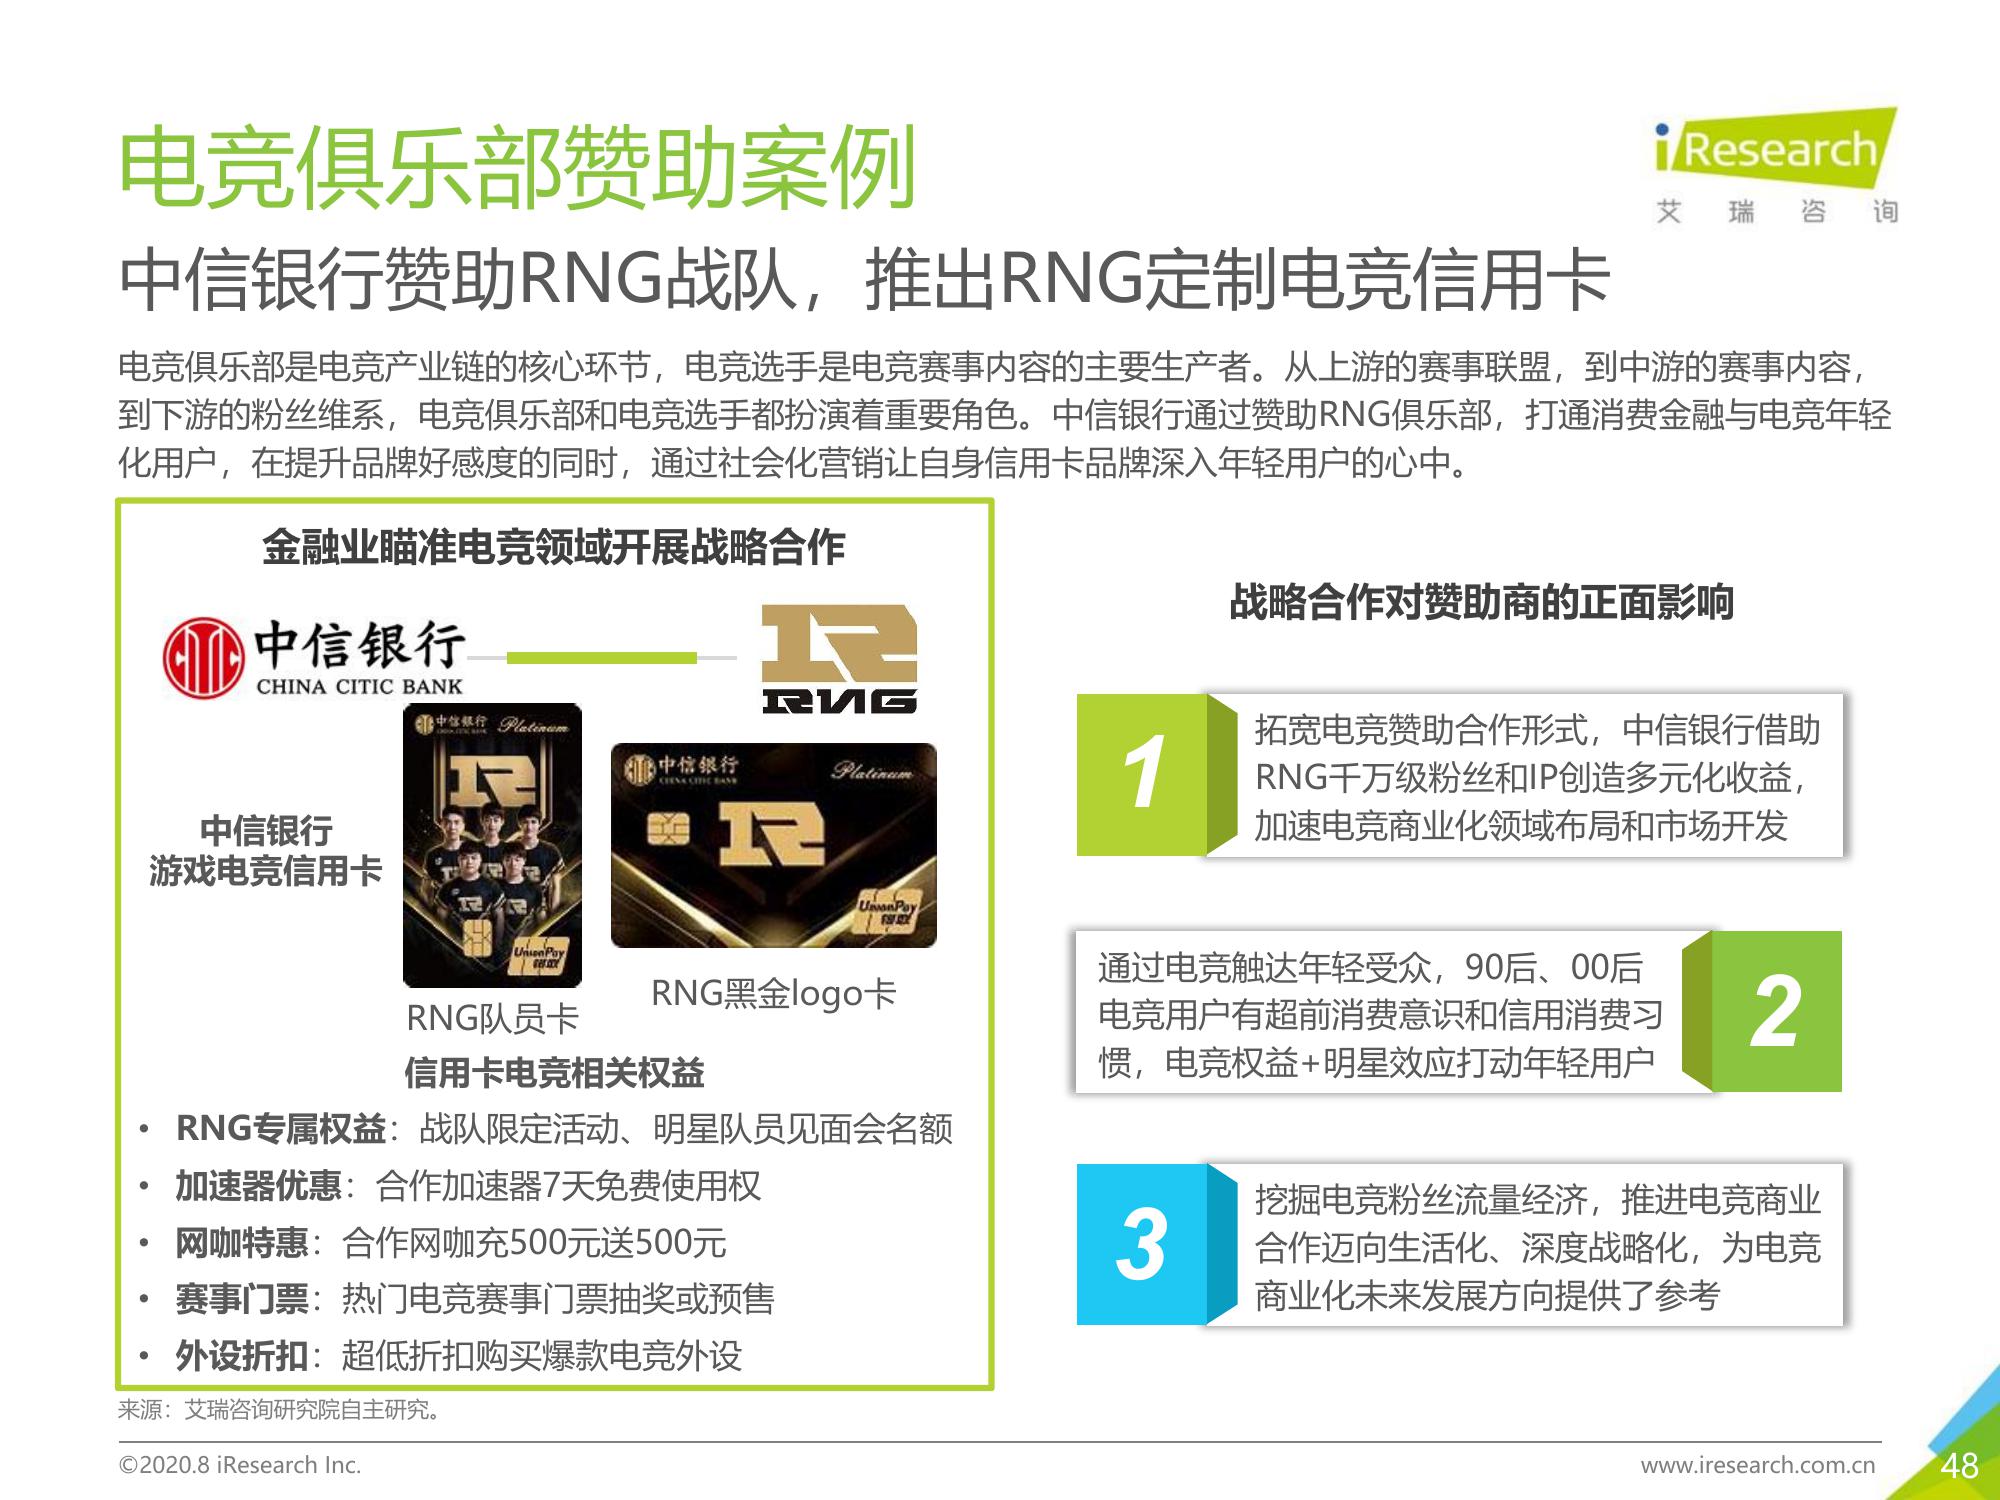 电竞俱乐部赞助案例
iResearch
艾瑞咨询
中信银行赞助RNG战队，推出RNG定制电竞信用卡
电竞俱乐部是电竞产业链的核心环节，电竞选手是电竞赛事内容的主要生产者。从上游的赛事联盟，到中游的赛事内容，
到下游的粉丝维系，电竞俱乐部和电竞选手都扮演着重要角色。中信银行通过赞助RNG俱乐部，打通消费金融与电竞年轻
化用户，在提升品牌好感度的同时，通过社会化营销让自身信用卡品牌深入年轻用户的心中。
金融业瞄准电竞领域开展战略合作
中信银行
CHINA CITIC BANK
RNG
中信银行
CHINA CITIC BANK
Platinum
UnionPay
银联
中信银行
CHINA CITIC BANK
Platinum
UnionPay
银联
中信银行
游戏电竞信用卡
RNG队员卡
RNG黑金logo卡
信用卡电竞相关权益
• RNG专属权益：战队限定活动、明星队员见面会名额
• 加速器优惠：合作加速器7天免费使用权
• 网咖特惠：合作网咖充500元送500元
• 赛事门票：热门电竞赛事门票抽奖或预售
• 外设折扣：超低折扣购买爆款电竞外设
战略合作对赞助商的正面影响
1
拓宽电竞赞助合作形式，中信银行借助
RNG千万级粉丝和IP创造多元化收益，
加速电竞商业化领域布局和市场开发
通过电竞触达年轻受众，90后、00后
电竞用户有超前消费意识和信用消费习
惯，电竞权益+明星效应打动年轻用户
2
3
挖掘电竞粉丝流量经济，推进电竞商业
合作迈向生活化、深度战略化，为电竞
商业化未来发展方向提供了参考
来源：艾瑞咨询研究院自主研究。
©2020.8 iResearch Inc.
www.iresearch.com.cn
48